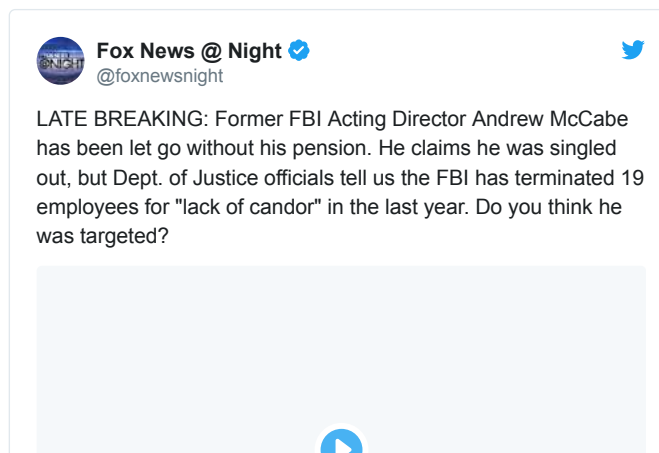 Fox News @ Night
@foxnewsnight
LATE BREAKING: Former FBI Acting Director Andrew McCabe
has been let go without his pension. He claims he was singled
out, but Dept. of Justice officials tell us the FBI has terminated 19
employees for "lack of candor" in the last year. Do you think he
was targeted?